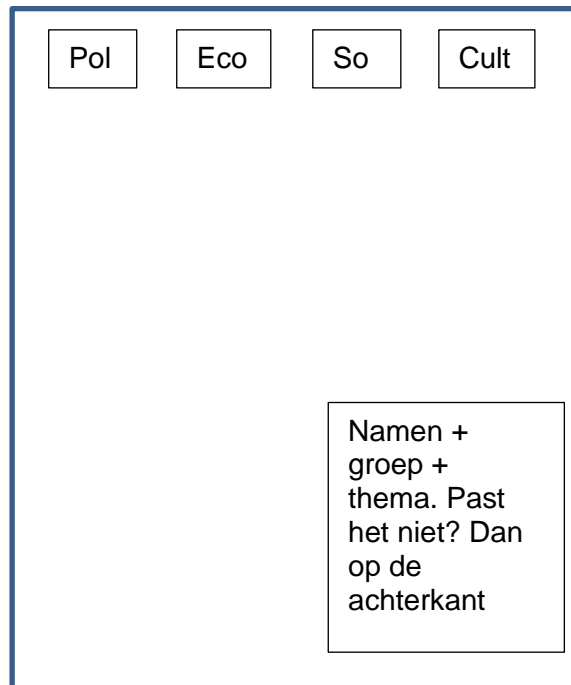 Pol Eco So Cult
Namen +
groep +
thema. Past
het niet? Dan
op de
achterkant